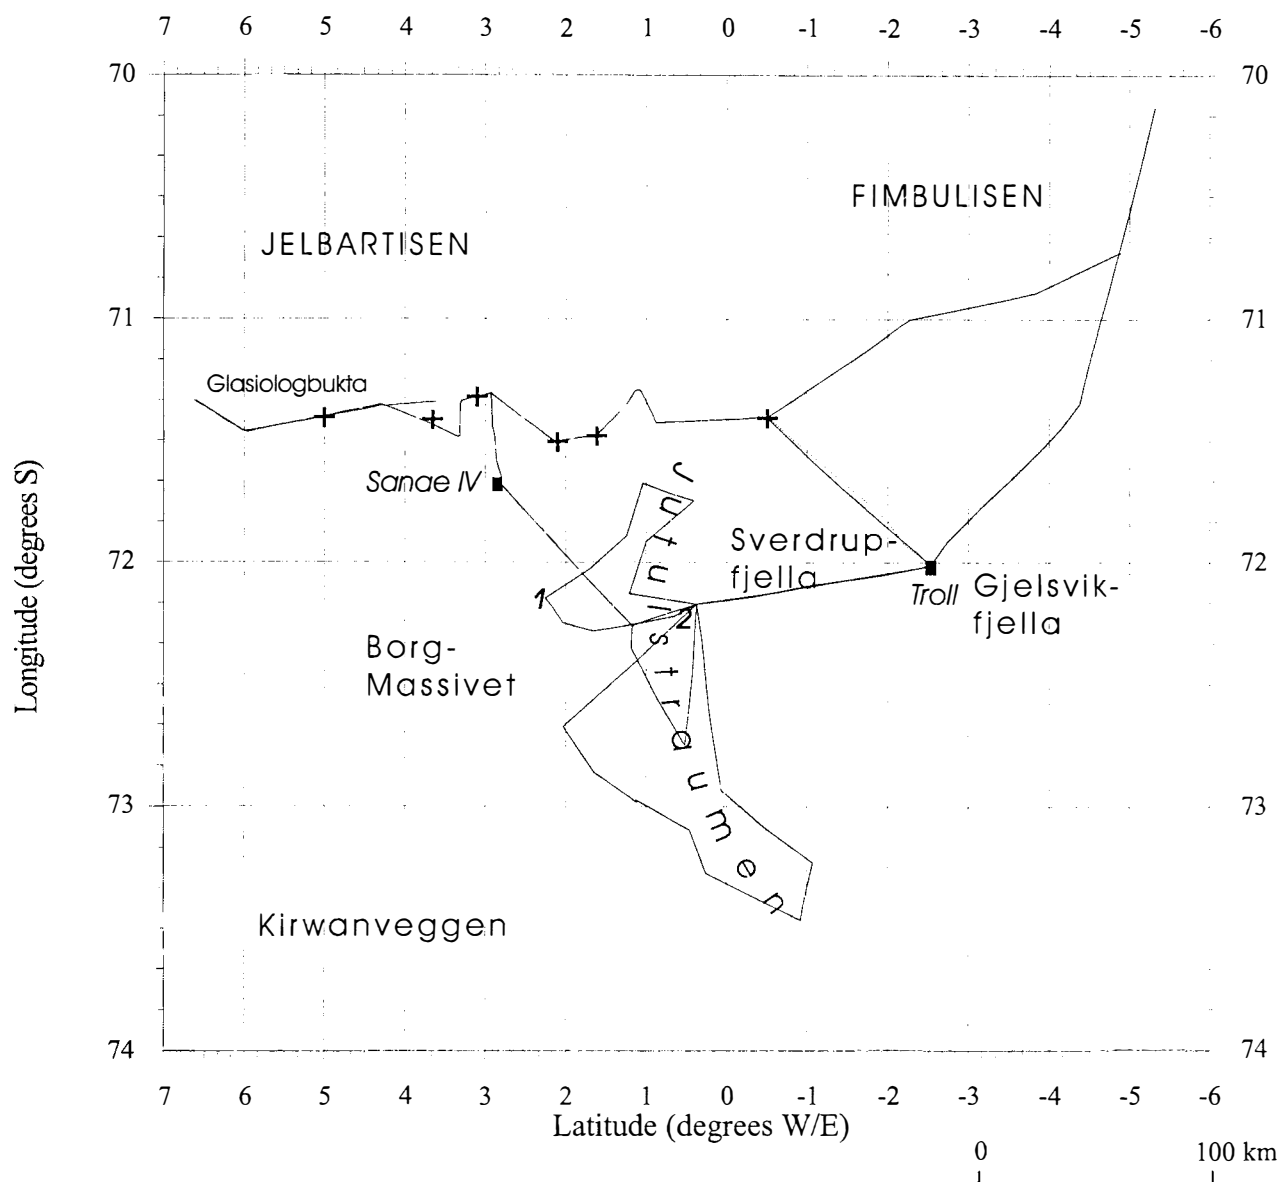 7 6 5 4 3 2 1 0 -1 -2 -3 -4 -5 -6
70 70
FIMBULISEN
JELBARTISEN
71 71
Glasiologbukta
Sanae IV
Jutulstraumen
Sverdrup-
fjella
72 72
1
Troll
Gjelsvik-
fjella
2
Borg-
Massivet
73 73
Kirwanveggen
74 74
7 6 5 4 3 2 1 0 -1 -2 -3 -4 -5 -6
Longitude (degrees S)
Latitude (degrees W/E)
0 100 km